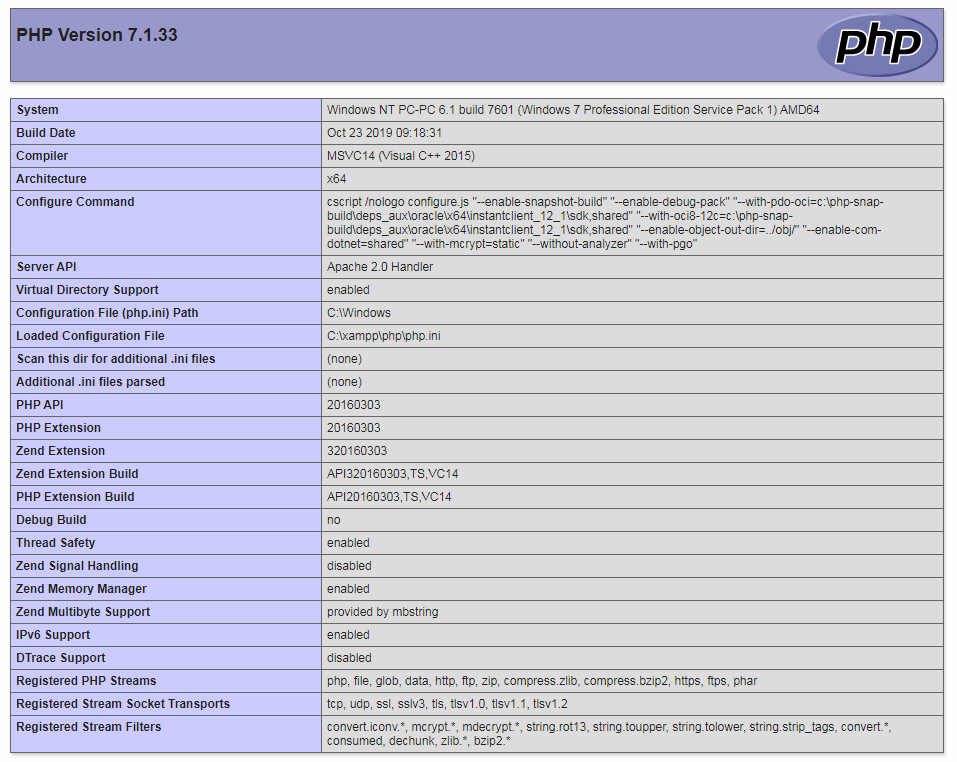 PHP Version 7.1.33
php
System Windows NT PC-PC 6.1 build 7601 (Windows 7 Professional Edition Service Pack 1) AMD64
Build Date Oct 23 2019 09:18:31
Compiler MSVC14 (Visual C++ 2015)
Architecture x64
Configure Command cscript /nologo configure.js "--enable-snapshot-build" "--enable-debug-pack" "--with-pdo-oci=c:\php-snap-
build\deps_aux\oracle\x64\instantclient_12_1\sdk,shared" "--with-oci8-12c=c:\php-snap-
build\deps_aux\oracle\x64\instantclient_12_1\sdk,shared" "--enable-object-out-dir=../obj/" "--enable-com-
dotnet=shared" "--with-mcrypt=static" "--without-analyzer" "--with-pgo"
Server API Apache 2.0 Handler
Virtual Directory Support enabled
Configuration File (php.ini) Path C:\Windows
Loaded Configuration File C:\xampp\php\php.ini
Scan this dir for additional .ini files (none)
Additional .ini files parsed (none)
PHP API 20160303
PHP Extension 20160303
Zend Extension 320160303
Zend Extension Build API320160303,TS,VC14
PHP Extension Build API20160303,TS,VC14
Debug Build no
Thread Safety enabled
Zend Signal Handling disabled
Zend Memory Manager enabled
Zend Multibyte Support provided by mbstring
IPv6 Support enabled
DTrace Support disabled
Registered PHP Streams php, file, glob, data, http, ftp, zip, compress.zlib, compress.bzip2, https, ftps, phar
Registered Stream Socket Transports tcp, udp, ssl, sslv3, tls, tlsv1.0, tlsv1.1, tlsv1.2
Registered Stream Filters convert.iconv.*, mcrypt.*, mdecrypt.*, string.rot13, string.toupper, string.tolower, string.strip_tags, convert.*,
consumed, dechunk, zlib.*, bzip2.*